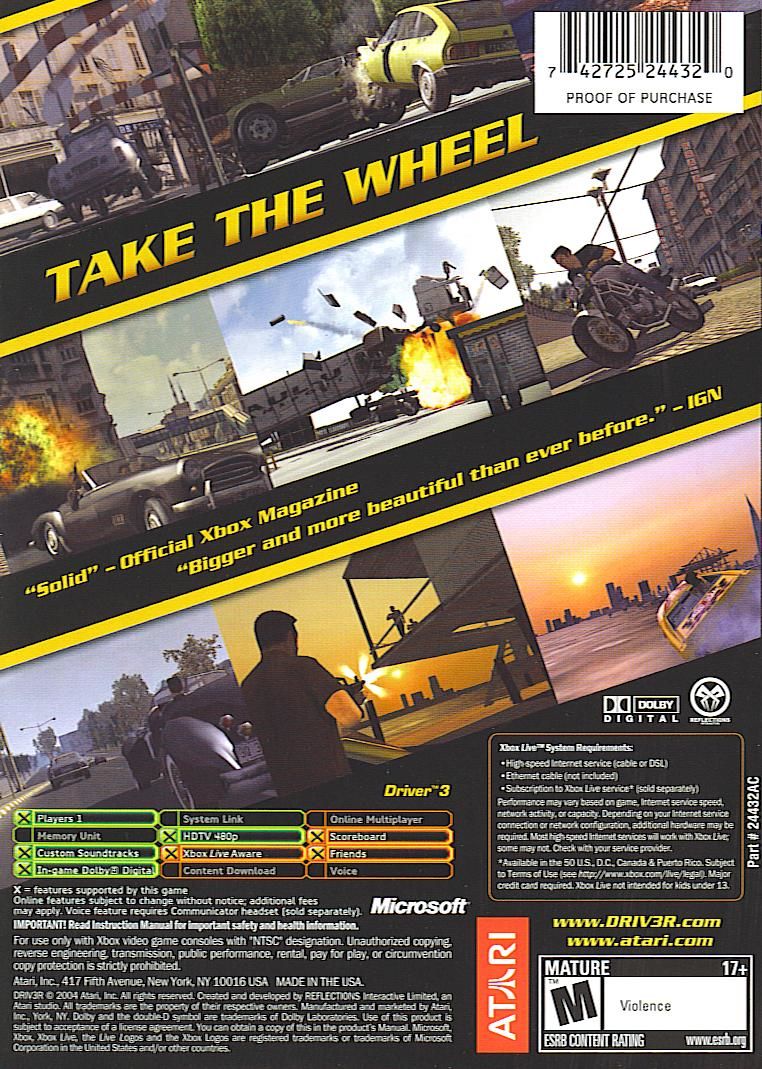 7 42725 24432 0
PROOF OF PURCHASE
TAKE THE WHEEL
“Solid” – Official Xbox Magazine
“Bigger and more beautiful than ever before.” – IGN
DOLBY
DIGITAL
REFLECTIONS
Xbox Live™ System Requirements:
• High-speed Internet service (cable or DSL)
• Ethernet cable (not included)
• Subscription to Xbox Live service* (sold separately)
Performance may vary based on game, Internet service speed,
network activity, or capacity. Depending on your Internet service
connection or network configuration, additional hardware may be
required. Most high-speed Internet services will work with Xbox Live;
some may not. Check with your service provider.
*Available in the 50 U.S., D.C., Canada & Puerto Rico. Subject
to Terms of Use (see http://www.xbox.com/live/legal). Major
credit card required. Xbox Live not intended for kids under 13.
Part # 24432AC
Driver™3
X Players 1
System Link
Online Multiplayer
Memory Unit
X HDTV 480p
X Scoreboard
X Custom Soundtracks
X Xbox Live Aware
X Friends
X In-game Dolby® Digital
Content Download
Voice
X = features supported by this game
Online features subject to change without notice; additional fees
may apply. Voice feature requires Communicator headset (sold separately).
Microsoft
IMPORTANT! Read Instruction Manual for important safety and health information.
For use only with Xbox video game consoles with "NTSC" designation. Unauthorized copying,
reverse engineering, transmission, public performance, rental, pay for play, or circumvention
copy protection is strictly prohibited.
Atari, Inc., 417 Fifth Avenue, New York, NY 10016 USA MADE IN THE USA.
DRIV3R © 2004 Atari, Inc. All rights reserved. Created and developed by REFLECTIONS Interactive Limited, an
Atari studio. All trademarks are the property of their respective owners. Manufactured and marketed by Atari,
Inc., York, NY. Dolby and the double-D symbol are trademarks of Dolby Laboratories. Use of this product is
subject to acceptance of a license agreement. You can obtain a copy of this in the product's Manual. Microsoft,
Xbox, Xbox Live, the Live Logos and the Xbox Logos are registered trademarks or trademarks of Microsoft
Corporation in the United States and/or other countries.
ATARI
www.DRIV3R.com
www.atari.com
MATURE 17+
M
™
Violence
ESRB CONTENT RATING www.esrb.org